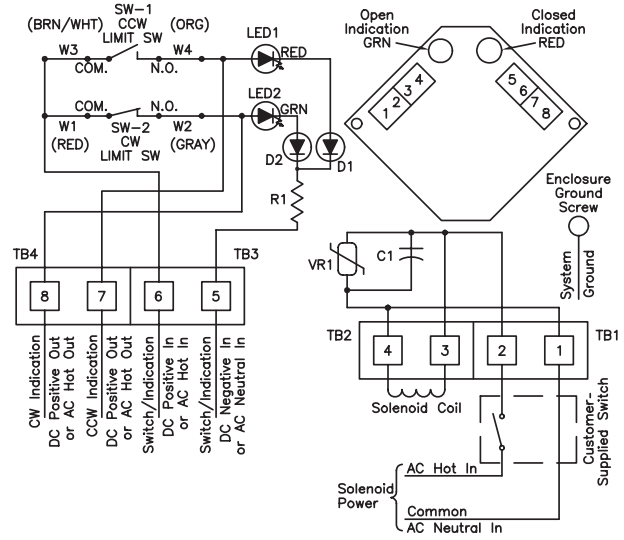 SW-1
(BRN/WHT) CCW (ORG)
LIMIT SW
W3 W4
COM. N.O.
LED1
RED
LED2
GRN
COM. N.O.
W1 SW-2 W2
(RED) CW (GRAY)
LIMIT SW
D2 D1
R1
TB4 TB3
8 7 6 5
CW Indication
DC Positive Out
or AC Hot Out
CCW Indication
DC Positive Out
or AC Hot Out
Switch/Indication
DC Positive In
or AC Hot In
Switch/Indication
DC Negative In
or AC Neutral In
Open
Indication
GRN
Closed
Indication
RED
1 2 3 4
5 6 7 8
Enclosure
Ground
Screw
System
Ground
VR1 C1
TB2 TB1
4 3 2 1
Solenoid Coil
Customer-
Supplied Switch
Solenoid
Power
AC Hot In
Common
AC Neutral In